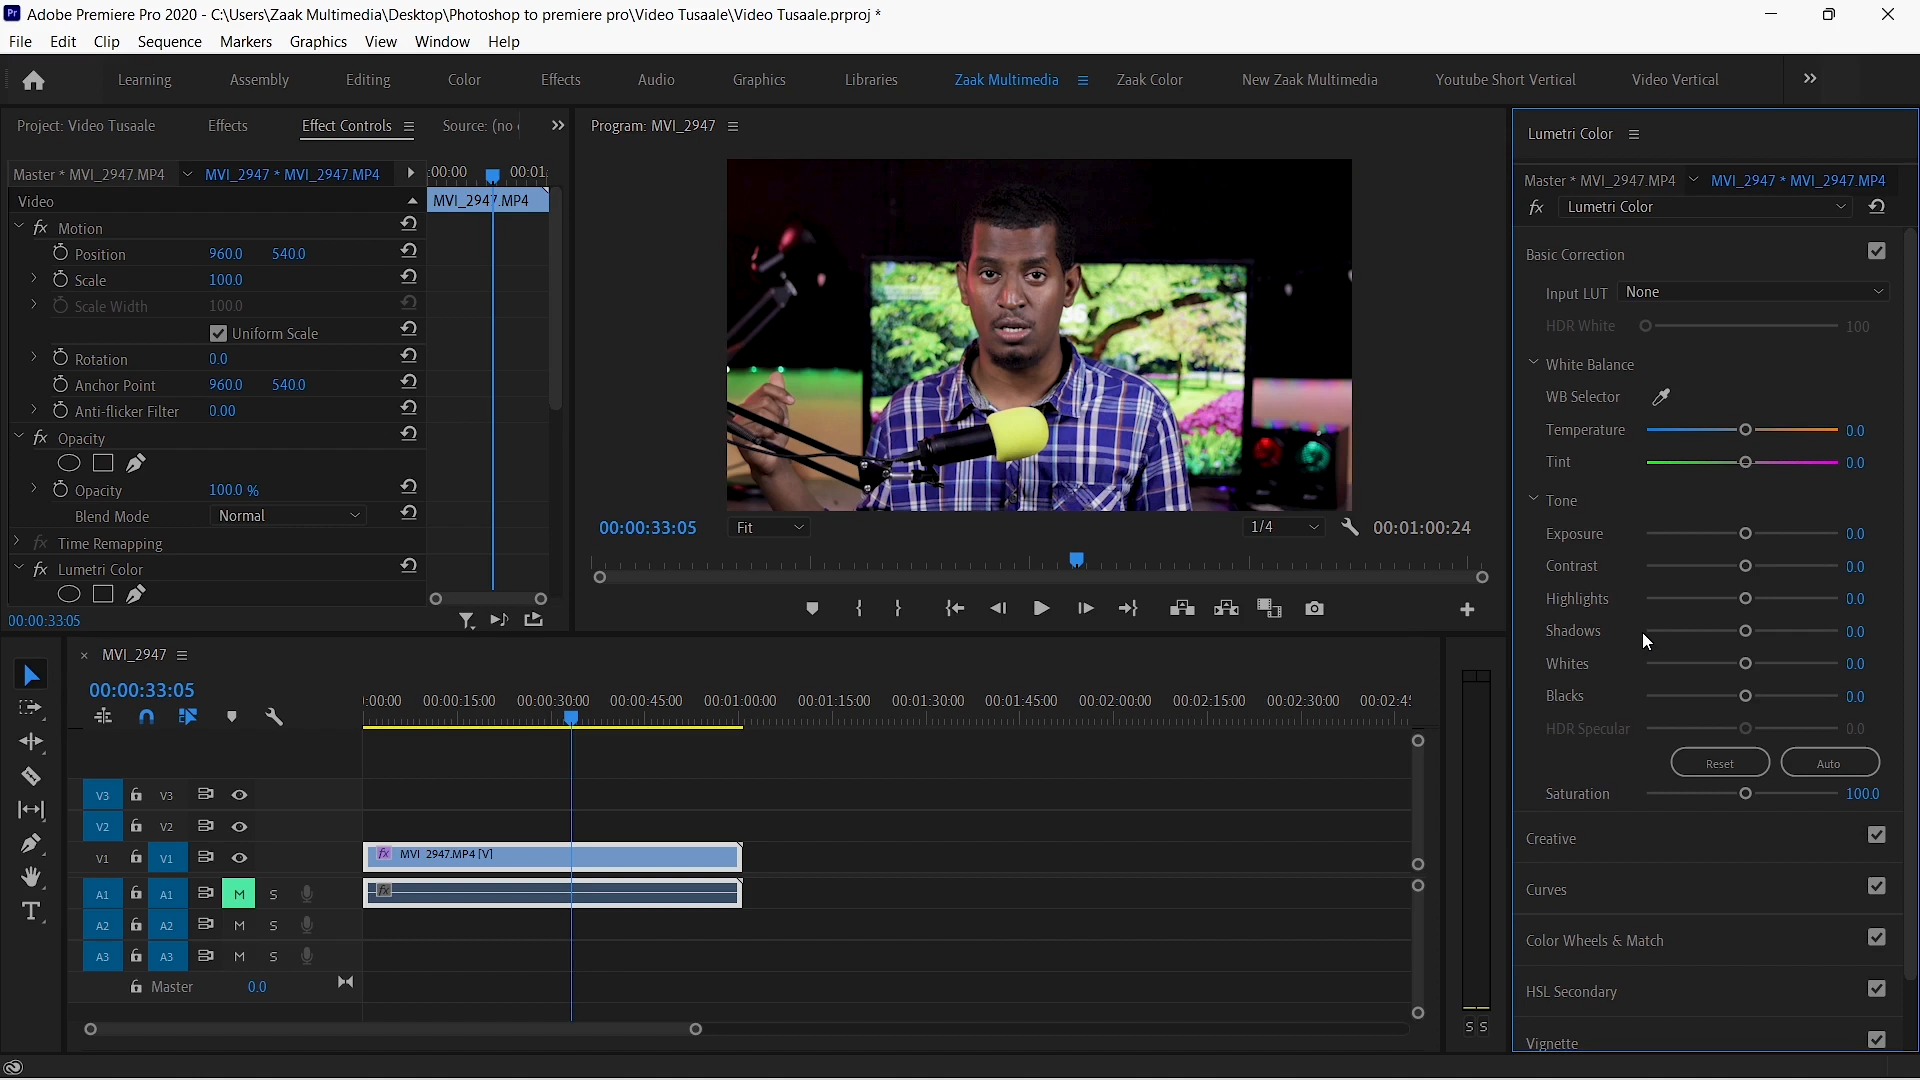 Pr Adobe Premiere Pro 2020 - C:\Users\Zaak Multimedia\Desktop\Photoshop to premiere pro\Video Tusaale\Video Tusaale.prproj *
File Edit Clip Sequence Markers Graphics View Window Help
Learning Assembly Editing Color Effects Audio Graphics Libraries Zaak Multimedia Zaak Color New Zaak Multimedia Youtube Short Vertical Video Vertical
Project: Video Tusaale Effects Effect Controls Source: (no
Master * MVI_2947.MP4 MVI_2947 * MVI_2947.MP4 :00:00 00:01:
Video MVI_2947.MP4
fx Motion
Position 960.0 540.0
Scale 100.0
Scale Width 100.0
Uniform Scale
Rotation 0.0
Anchor Point 960.0 540.0
Anti-flicker Filter 0.00
fx Opacity
Opacity 100.0 %
Blend Mode Normal
fx Time Remapping
fx Lumetri Color
00:00:33:05
Program: MVI_2947
00:00:33:05 Fit 1/4 00:01:00:24
Lumetri Color
Master * MVI_2947.MP4 MVI_2947 * MVI_2947.MP4
fx Lumetri Color
Basic Correction
Input LUT None
HDR White 100
White Balance
WB Selector
Temperature 0.0
Tint 0.0
Tone
Exposure 0.0
Contrast 0.0
Highlights 0.0
Shadows 0.0
Whites 0.0
Blacks 0.0
HDR Specular 0.0
Reset Auto
Saturation 100.0
Creative
Curves
Color Wheels & Match
HSL Secondary
Vignette
× MVI_2947
00:00:33:05
:00:00 00:00:15:00 00:00:30:00 00:00:45:00 00:01:00:00 00:01:15:00 00:01:30:00 00:01:45:00 00:02:00:00 00:02:15:00 00:02:30:00 00:02:4
V3 V3
V2 V2
V1 V1 fx MVI_2947.MP4 [V]
A1 A1 M S fx
A2 A2 M S
A3 A3 M S
Master 0.0
S S